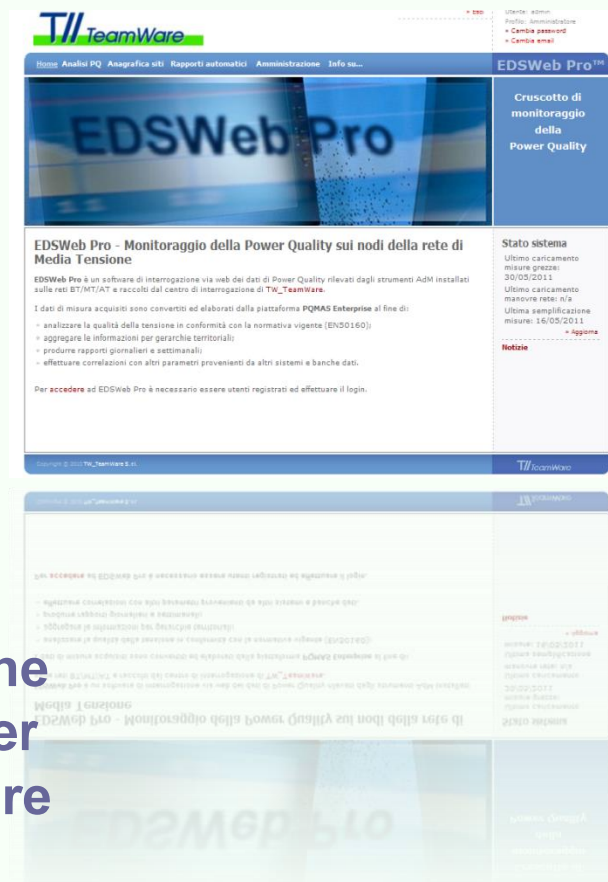 TW TeamWare
» Esci
Utente: admin
Profilo: Amministratore
» Cambia password
» Cambia email
Home Analisi PQ Anagrafica siti Rapporti automatici Amministrazione Info su...
EDSWeb Pro™
EDSWeb Pro
Cruscotto di
monitoraggio
della
Power Quality
EDSWeb Pro - Monitoraggio della Power Quality sui nodi della rete di
Media Tensione
EDSWeb Pro è un software di interrogazione via web dei dati di Power Quality rilevati dagli strumenti AdM installati
sulle reti BT/MT/AT e raccolti dal centro di interrogazione di TW_TeamWare.
I dati di misura acquisiti sono convertiti ed elaborati dalla piattaforma PQMAS Enterprise al fine di:
analizzare la qualità della tensione in conformità con la normativa vigente (EN50160);
aggregare le informazioni per gerarchie territoriali;
produrre rapporti giornalieri e settimanali;
effettuare correlazioni con altri parametri provenienti da altri sistemi e banche dati.
Per accedere ad EDSWeb Pro è necessario essere utenti registrati ed effettuare il login.
Stato sistema
Ultimo caricamento
misure grezze:
30/05/2011
Ultimo caricamento
manovre rete: n/a
Ultima semplificazione
misure: 16/05/2011
» Aggiorna
Notizie
TW_TeamWare S.r.l.
TW TeamWare
ne
er
re